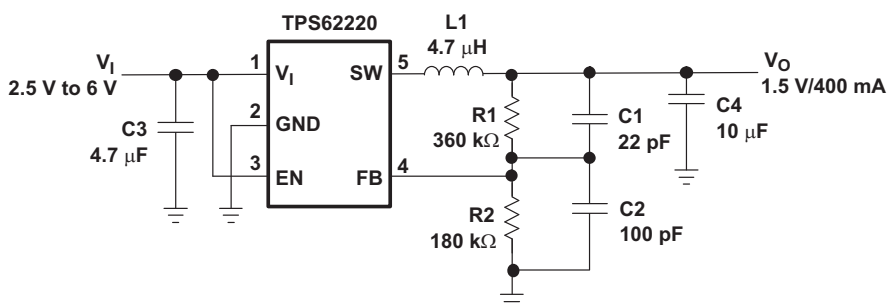 TPS62220
V_I
2.5 V to 6 V
C3
4.7 μF
1
V_I
2
GND
3
EN
SW
5
FB
4
L1
4.7 μH
R1
360 kΩ
R2
180 kΩ
C1
22 pF
C2
100 pF
C4
10 μF
V_O
1.5 V/400 mA